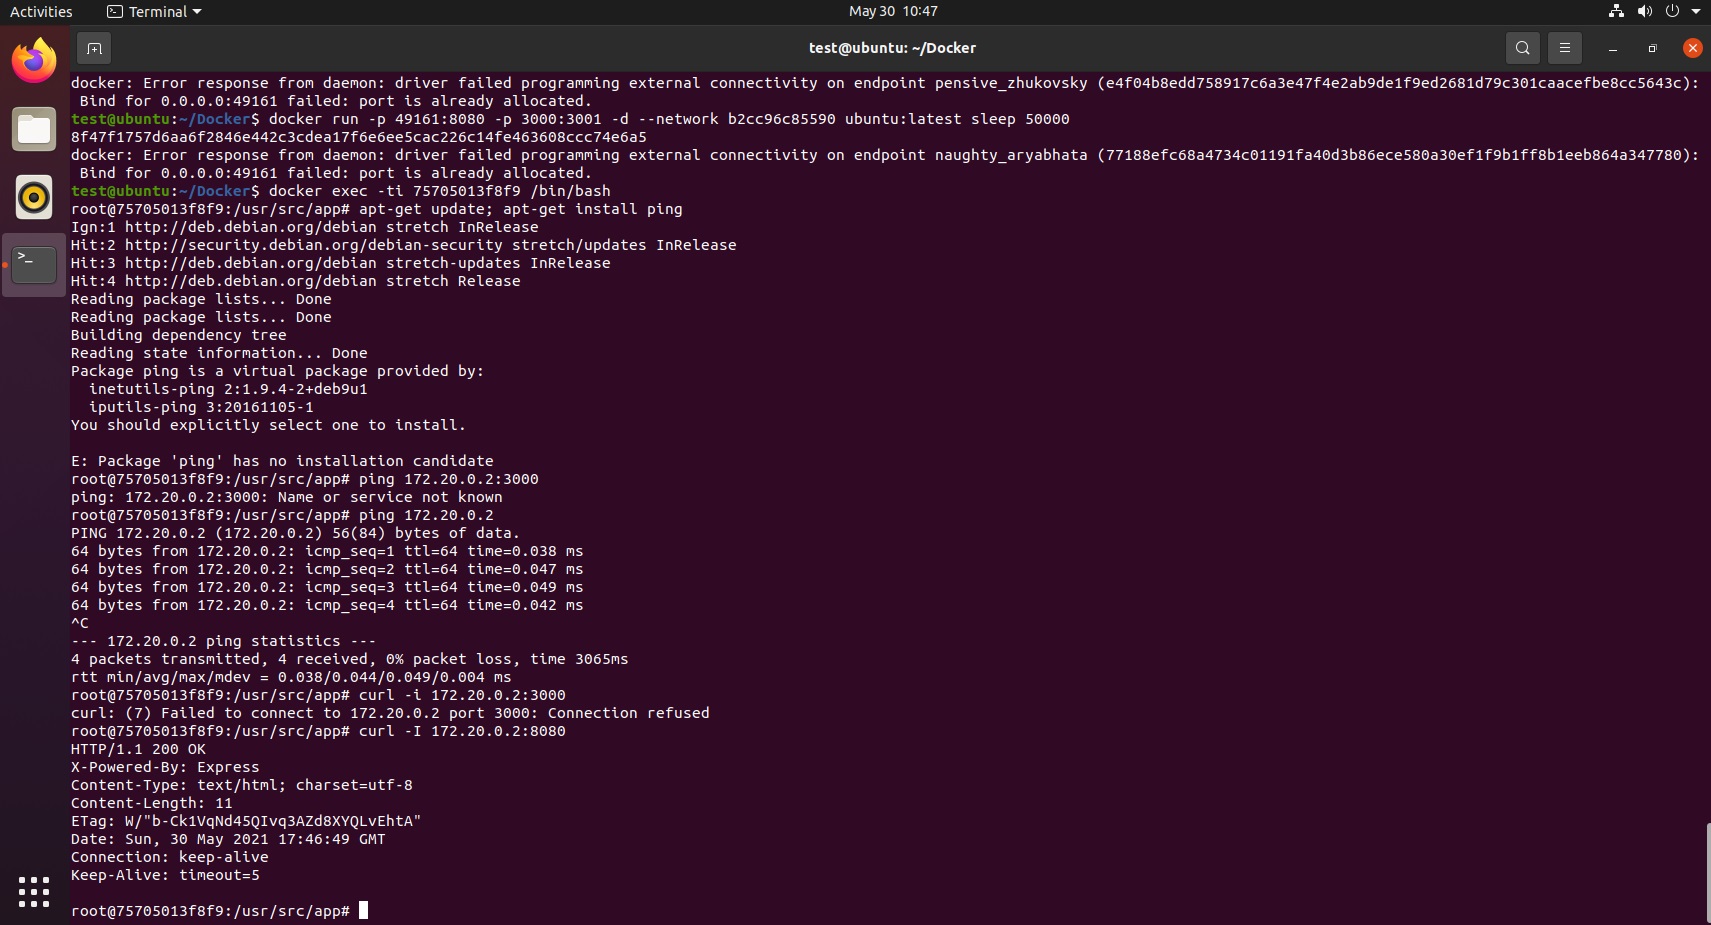 Activities
Terminal
May 30 10:47
test@ubuntu: ~/Docker
docker: Error response from daemon: driver failed programming external connectivity on endpoint pensive_zhukovsky (e4f04b8edd758917c6a3e47f4e2ab9de1f9ed2681d79c301caacefbe8cc5643c):
Bind for 0.0.0.0:49161 failed: port is already allocated.
test@ubuntu:~/Docker$ docker run -p 49161:8080 -p 3000:3001 -d --network b2cc96c85590 ubuntu:latest sleep 50000
8f47f1757d6aa6f2846e442c3cdea17f6e6ee5cac226c14fe463608ccc74e6a5
docker: Error response from daemon: driver failed programming external connectivity on endpoint naughty_aryabhata (77188efc68a4734c01191fa40d3b86ece580a30ef1f9b1ff8b1eeb864a347780):
Bind for 0.0.0.0:49161 failed: port is already allocated.
test@ubuntu:~/Docker$ docker exec -ti 75705013f8f9 /bin/bash
root@75705013f8f9:/usr/src/app# apt-get update; apt-get install ping
Ign:1 http://deb.debian.org/debian stretch InRelease
Hit:2 http://security.debian.org/debian-security stretch/updates InRelease
Hit:3 http://deb.debian.org/debian stretch-updates InRelease
Hit:4 http://deb.debian.org/debian stretch Release
Reading package lists... Done
Reading package lists... Done
Building dependency tree
Reading state information... Done
Package ping is a virtual package provided by:
inetutils-ping 2:1.9.4-2+deb9u1
iputils-ping 3:20161105-1
You should explicitly select one to install.
E: Package 'ping' has no installation candidate
root@75705013f8f9:/usr/src/app# ping 172.20.0.2:3000
ping: 172.20.0.2:3000: Name or service not known
root@75705013f8f9:/usr/src/app# ping 172.20.0.2
PING 172.20.0.2 (172.20.0.2) 56(84) bytes of data.
64 bytes from 172.20.0.2: icmp_seq=1 ttl=64 time=0.038 ms
64 bytes from 172.20.0.2: icmp_seq=2 ttl=64 time=0.047 ms
64 bytes from 172.20.0.2: icmp_seq=3 ttl=64 time=0.049 ms
64 bytes from 172.20.0.2: icmp_seq=4 ttl=64 time=0.042 ms
^C
--- 172.20.0.2 ping statistics ---
4 packets transmitted, 4 received, 0% packet loss, time 3065ms
rtt min/avg/max/mdev = 0.038/0.044/0.049/0.004 ms
root@75705013f8f9:/usr/src/app# curl -i 172.20.0.2:3000
curl: (7) Failed to connect to 172.20.0.2 port 3000: Connection refused
root@75705013f8f9:/usr/src/app# curl -I 172.20.0.2:8080
HTTP/1.1 200 OK
X-Powered-By: Express
Content-Type: text/html; charset=utf-8
Content-Length: 11
ETag: W/"b-Ck1VqNd45QIvq3AZd8XYQLvEhtA"
Date: Sun, 30 May 2021 17:46:49 GMT
Connection: keep-alive
Keep-Alive: timeout=5
root@75705013f8f9:/usr/src/app#